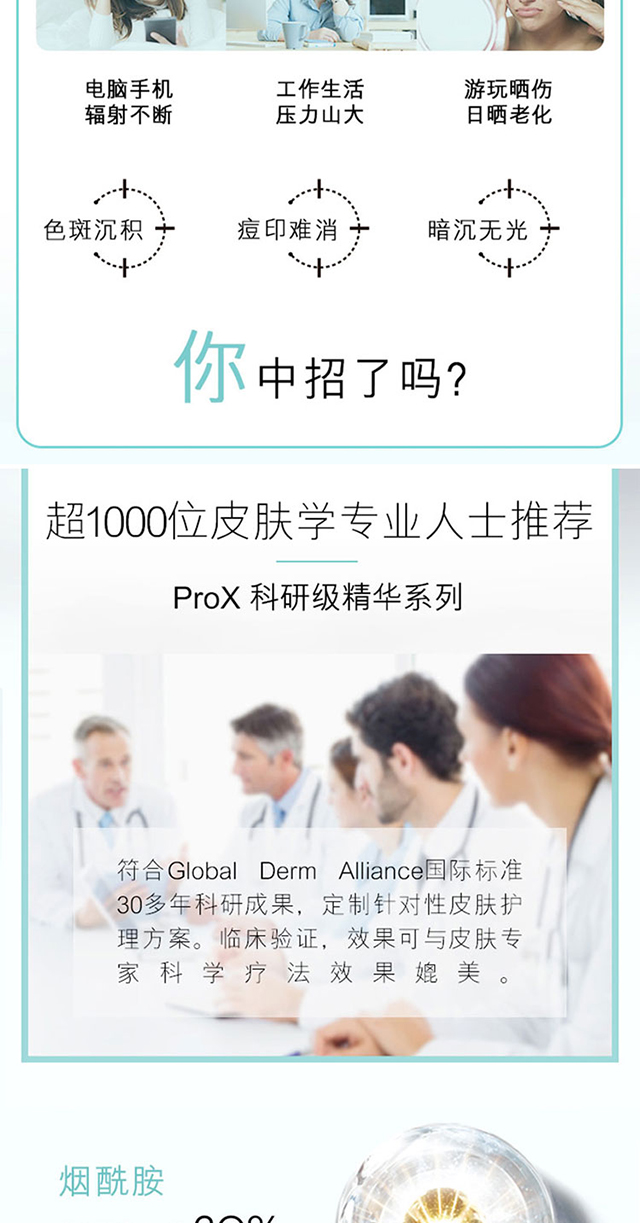 电脑手机 工作生活 游玩晒伤
辐射不断 压力山大 日晒老化
色斑沉积 痘印难消 暗沉无光
你中招了吗?
超1000位皮肤学专业人士推荐
ProX 科研级精华系列
符合Global Derm Alliance国际标准
30多年科研成果，定制针对性皮肤护
理方案。临床验证，效果可与皮肤专
家科学疗法效果媲美。
烟酰胺